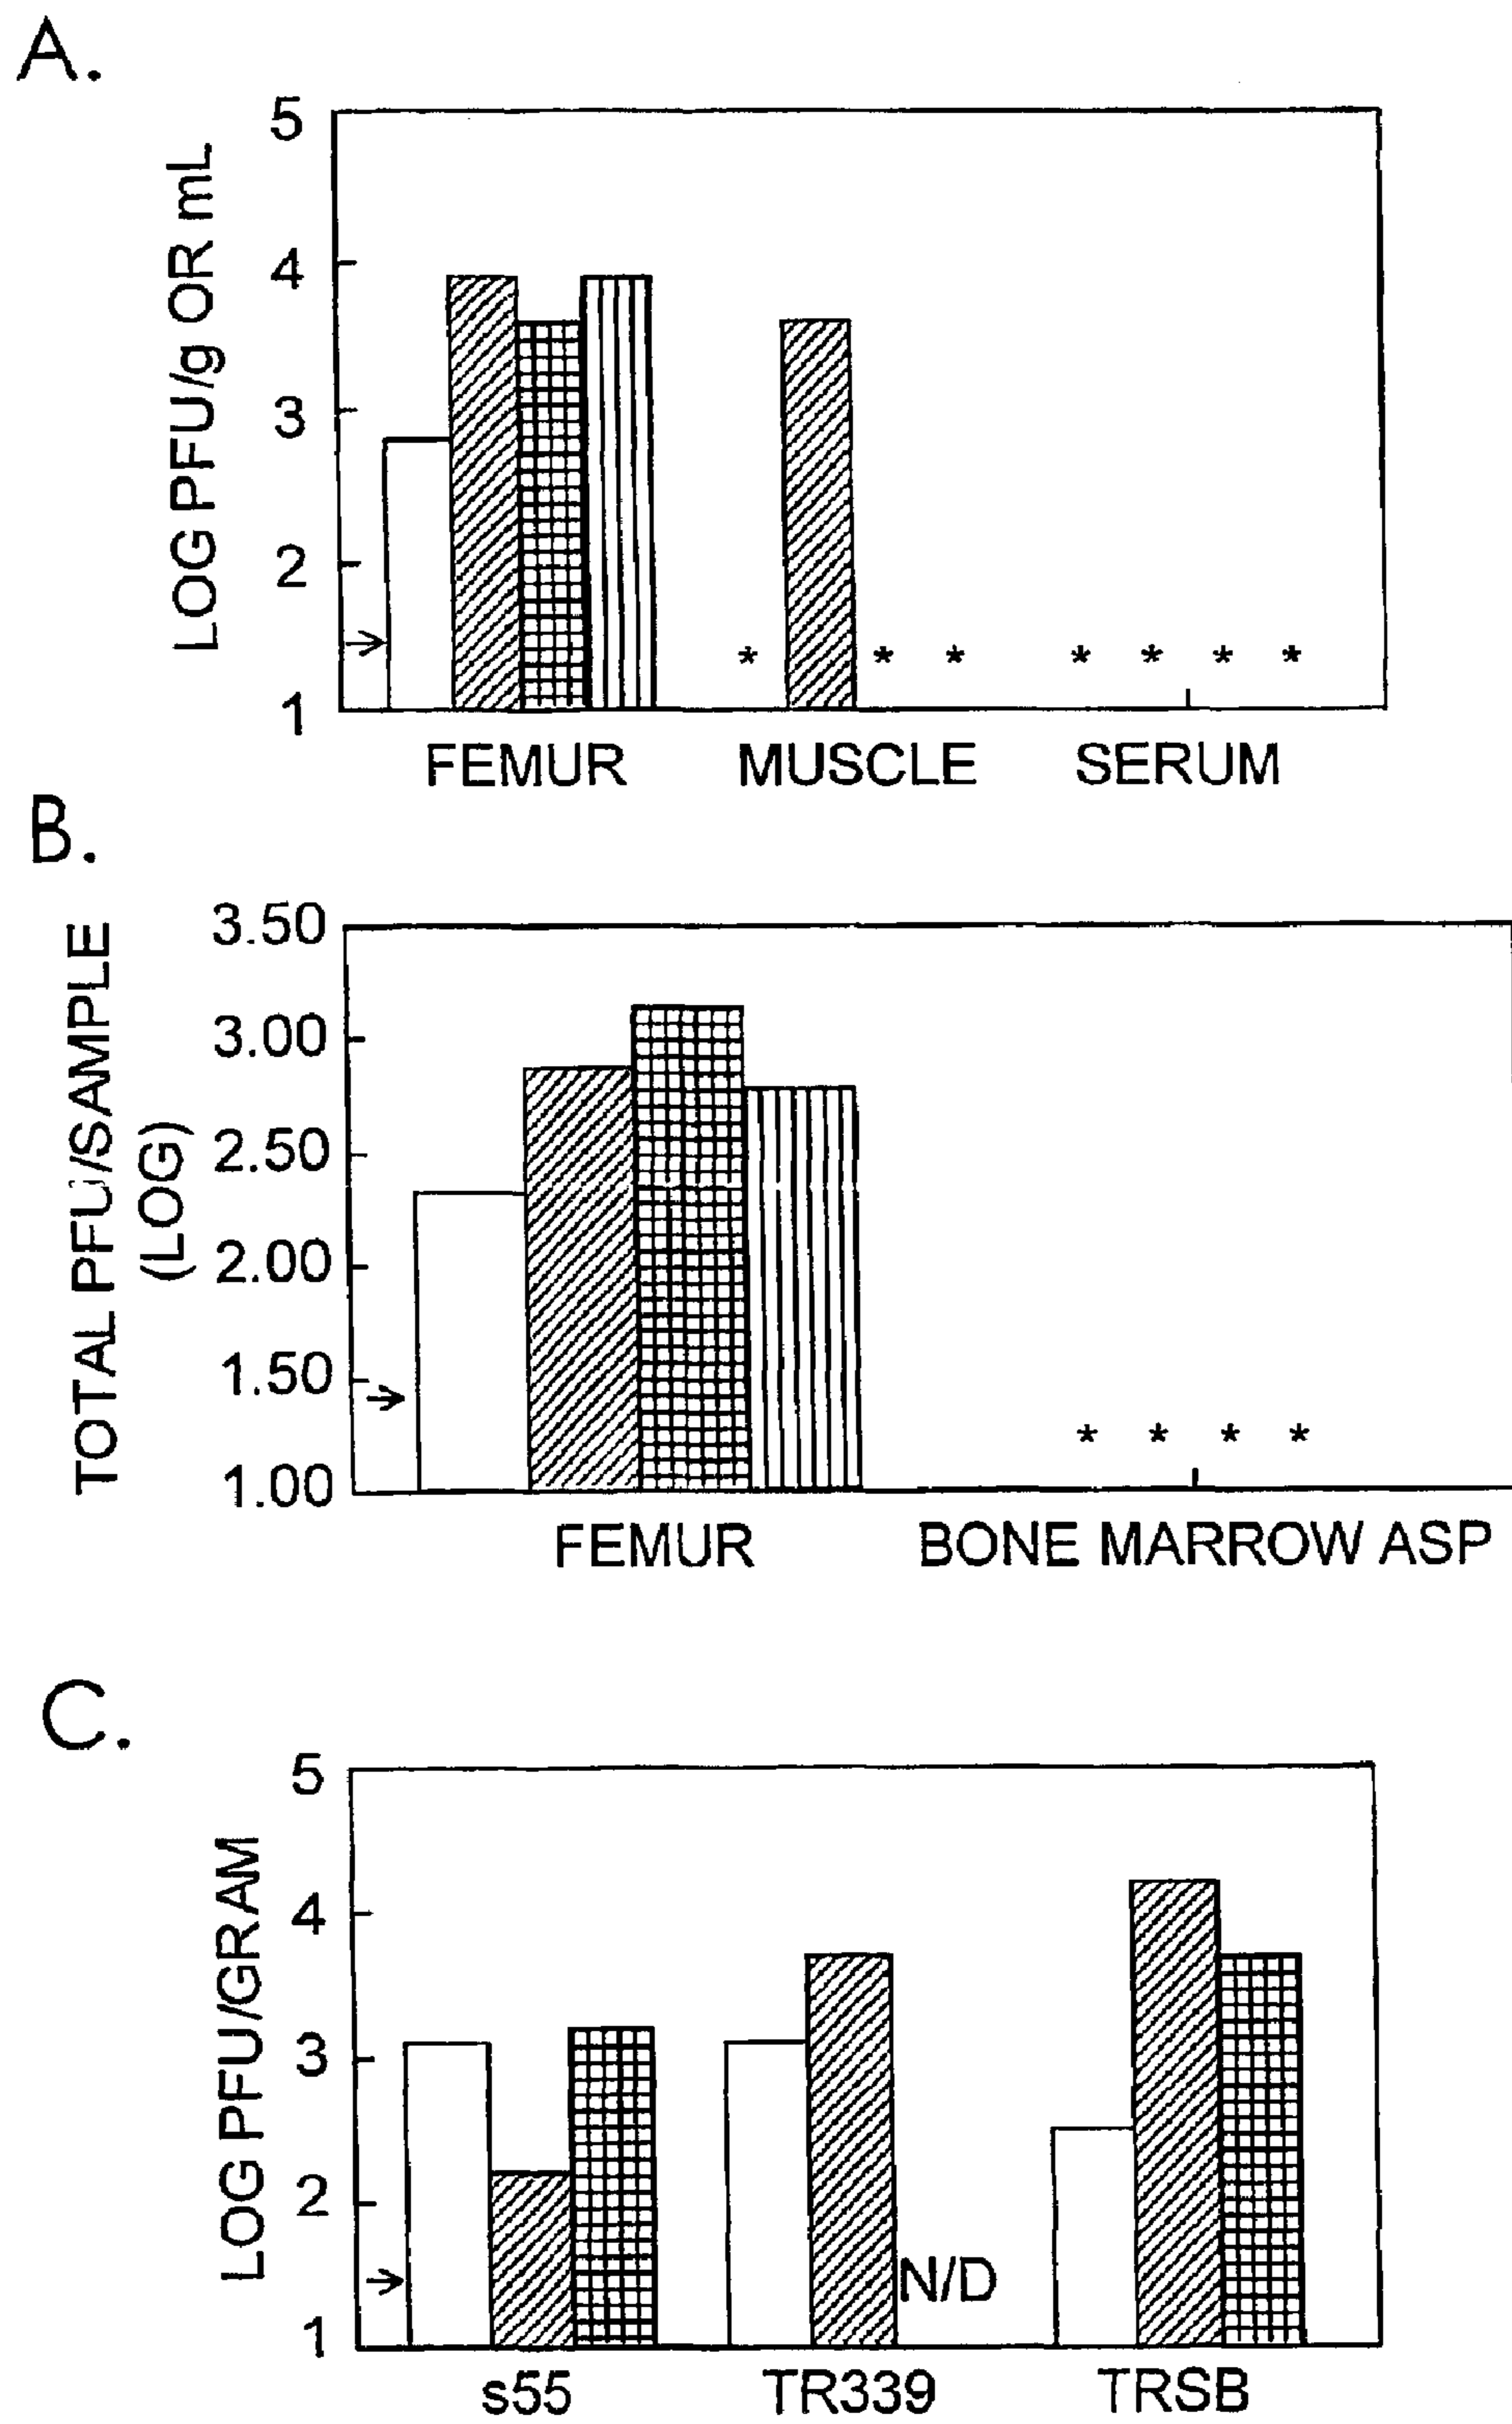 A.
LOG PFU/g OR mL
5
4
3
2
1
* * * * * * *
FEMUR MUSCLE SERUM
B.
TOTAL PFU/SAMPLE
(LOG)
3.50
3.00
2.50
2.00
1.50
1.00
* * * *
FEMUR BONE MARROW ASP
C.
LOG PFU/GRAM
5
4
3
2
1
N/D
s55 TR339 TRSB